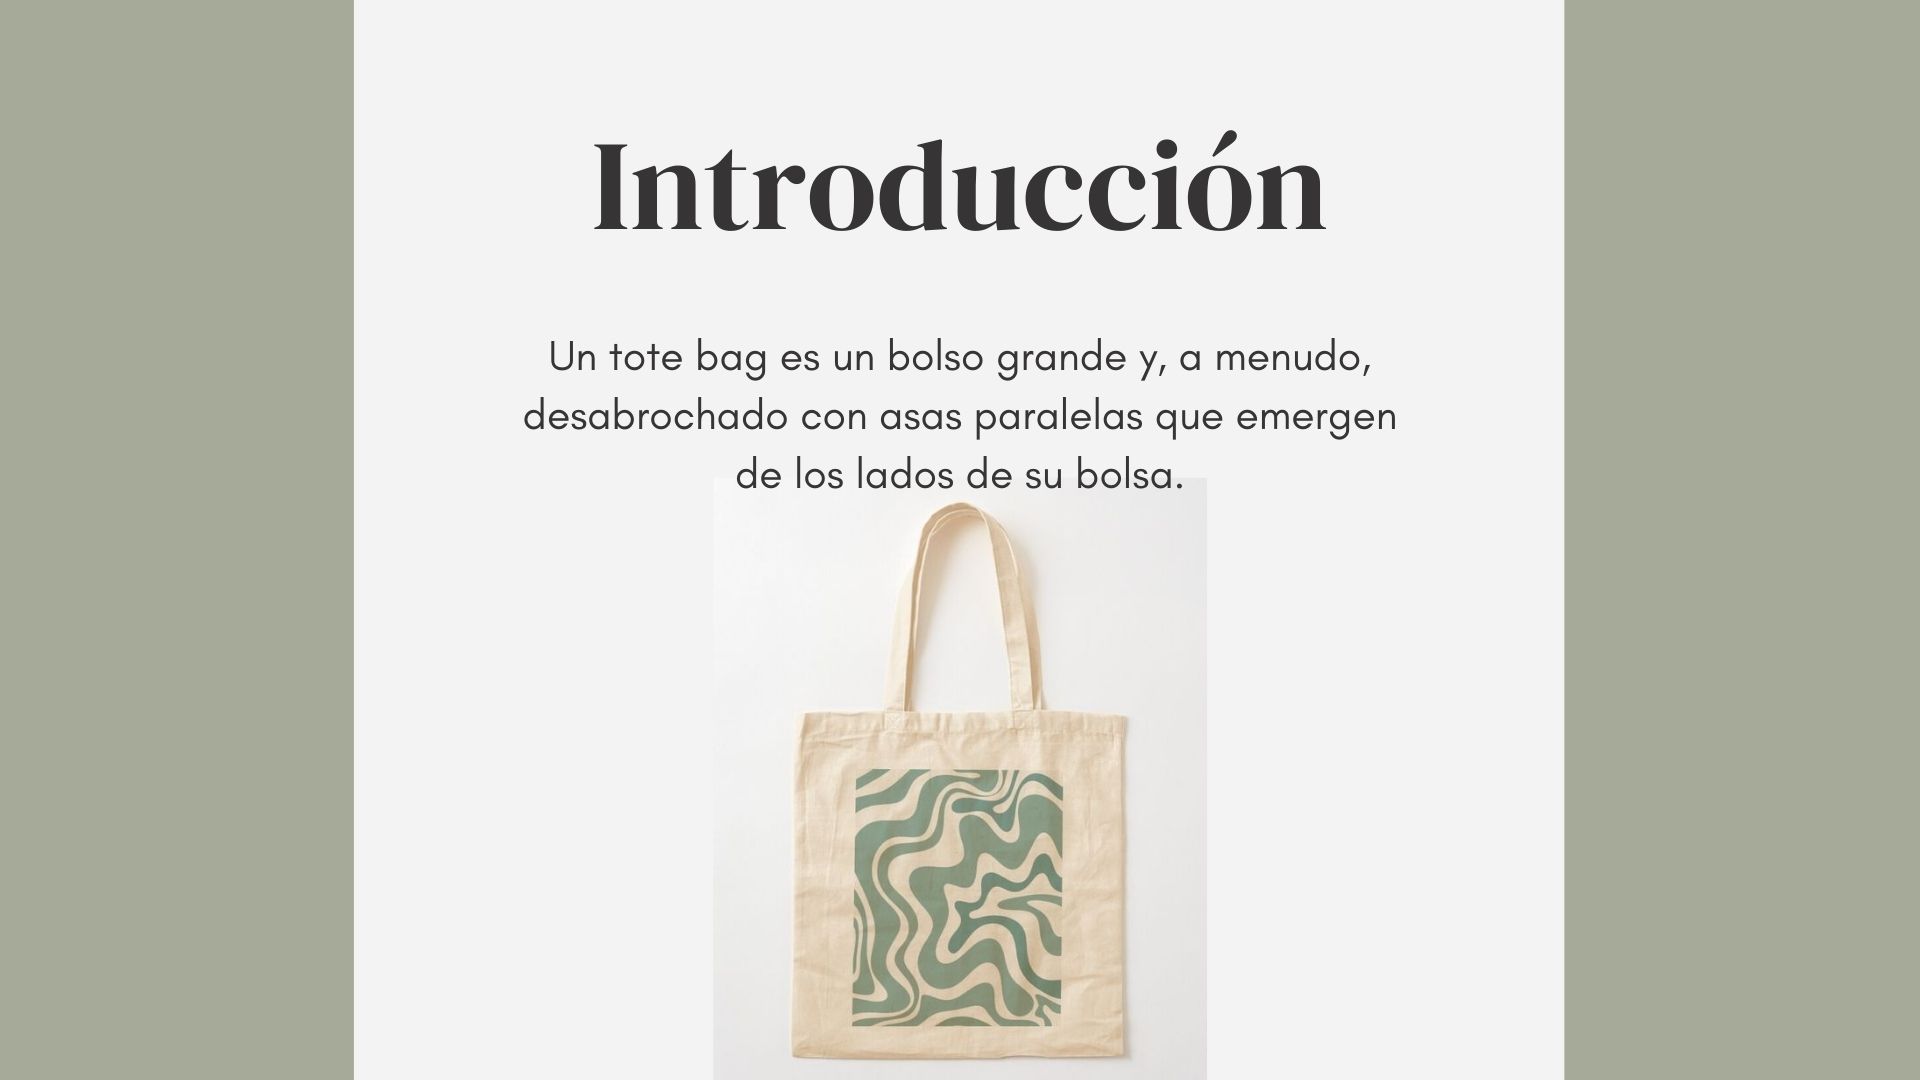 Introducción
Un tote bag es un bolso grande y, a menudo,
desabrochado con asas paralelas que emergen
de los lados de su bolsa.